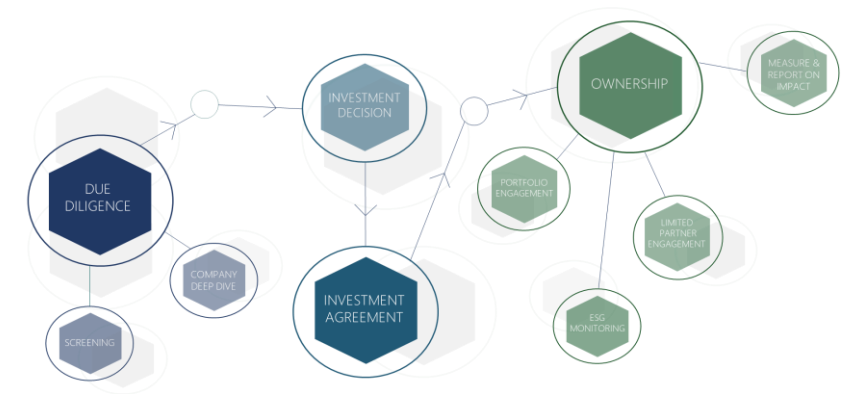 DUE
DILIGENCE
SCREENING
COMPANY
DEEP DIVE
INVESTMENT
DECISION
INVESTMENT
AGREEMENT
OWNERSHIP
PORTFOLIO
ENGAGEMENT
ESG
MONITORING
LIMITED
PARTNER
ENGAGEMENT
MEASURE &
REPORT ON
IMPACT